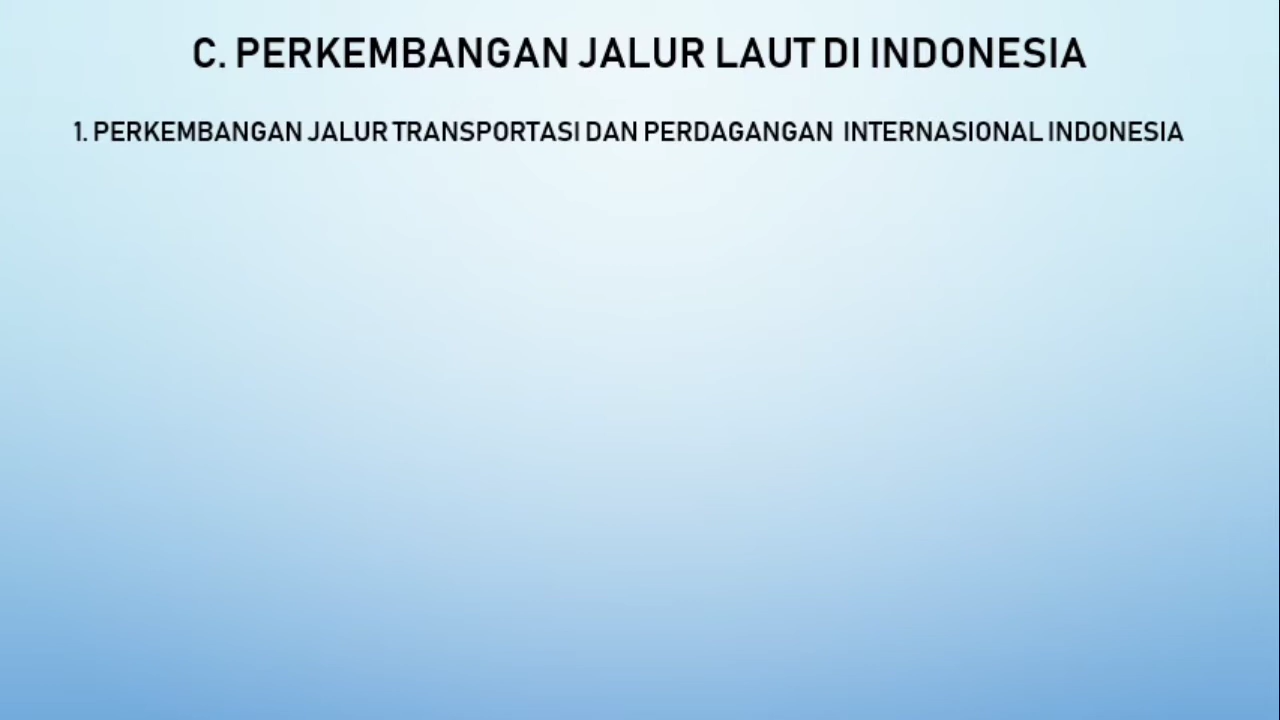 C. PERKEMBANGAN JALUR LAUT DI INDONESIA
1. PERKEMBANGAN JALUR TRANSPORTASI DAN PERDAGANGAN INTERNASIONAL INDONESIA